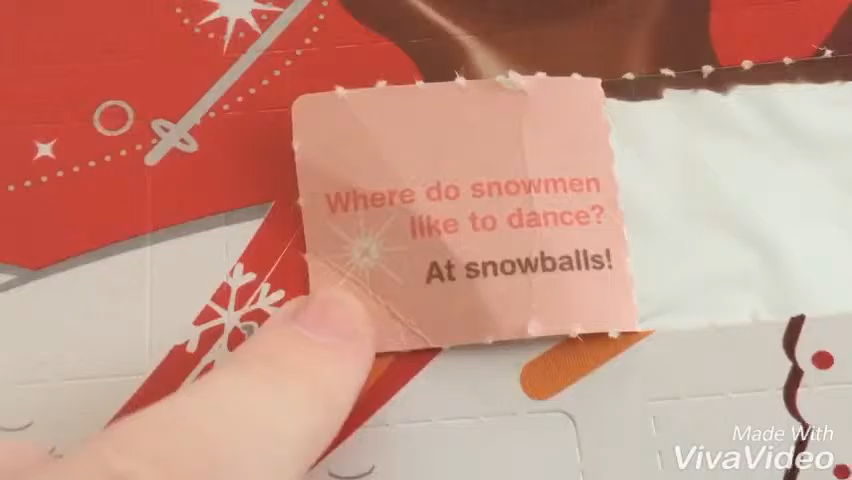 Where do snowmen
like to dance?
At snowballs!
Made With
VivaVideo